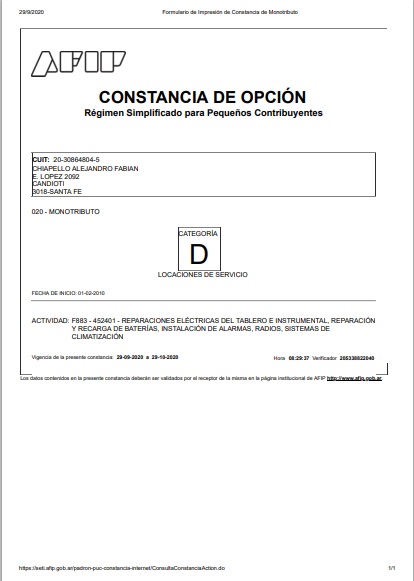 29/9/2020 Formulario de Impresión de Constancia de Monotributo
AFIP
CONSTANCIA DE OPCIÓN
Régimen Simplificado para Pequeños Contribuyentes
CUIT: 20-30864804-5
CHIAPELLO ALEJANDRO FABIAN
E. LOPEZ 2092
CANDIOTI
3018-SANTA FE
020 - MONOTRIBUTO
CATEGORÍA
D
LOCACIONES DE SERVICIO
FECHA DE INICIO: 01-02-2010
ACTIVIDAD: F883 - 452401 - REPARACIONES ELÉCTRICAS DEL TABLERO E INSTRUMENTAL, REPARACIÓN
Y RECARGA DE BATERÍAS, INSTALACIÓN DE ALARMAS, RADIOS, SISTEMAS DE
CLIMATIZACIÓN
Vigencia de la presente constancia: 29-09-2020 a 29-10-2020 Hora 08:29:37 Verificador 205338822040
Los datos contenidos en la presente constancia deberán ser validados por el receptor de la misma en la página institucional de AFIP http://www.afip.gob.ar
https://seti.afip.gob.ar/padron-puc-constancia-internet/ConsultaConstanciaAction.do 1/1